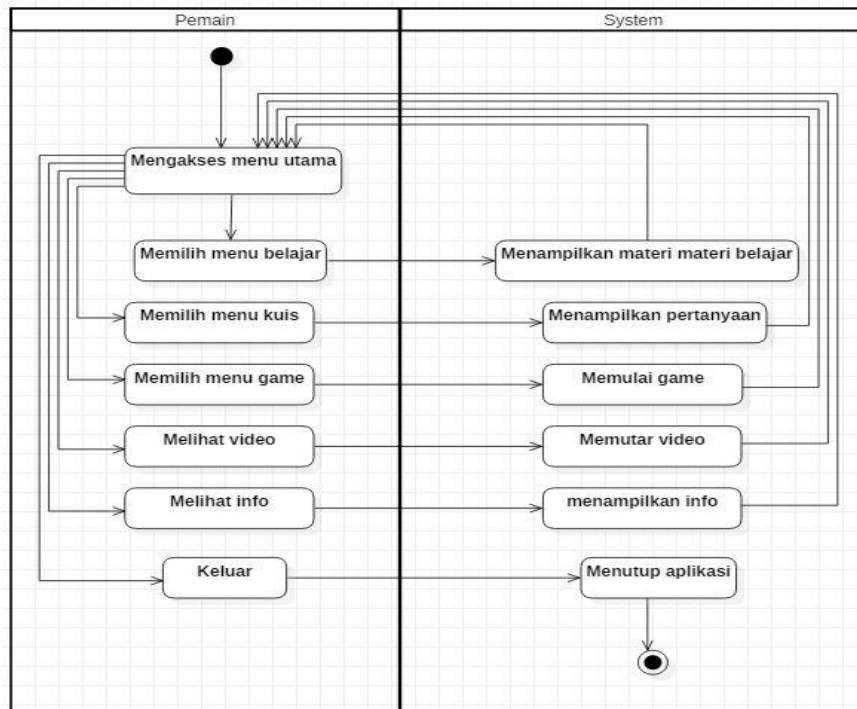 Pemain
System
Mengakses menu utama
Memilih menu belajar
Menampilkan materi materi belajar
Memilih menu kuis
Menampilkan pertanyaan
Memilih menu game
Memulai game
Melihat video
Memutar video
Melihat info
menampilkan info
Keluar
Menutup aplikasi